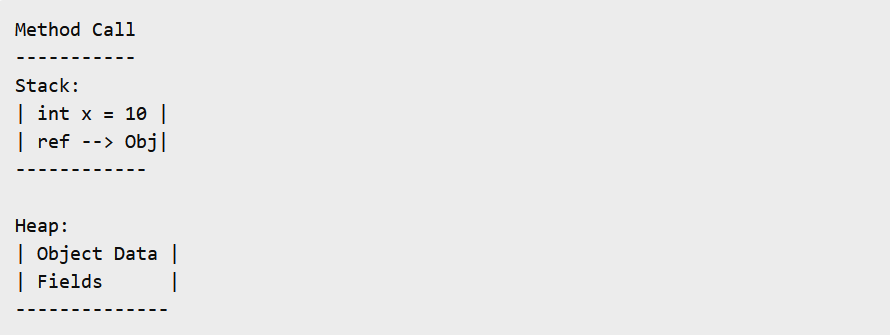 Method Call
-----------
Stack:
| int x = 10 |
| ref --> Obj|
------------
Heap:
| Object Data |
| Fields      |
--------------